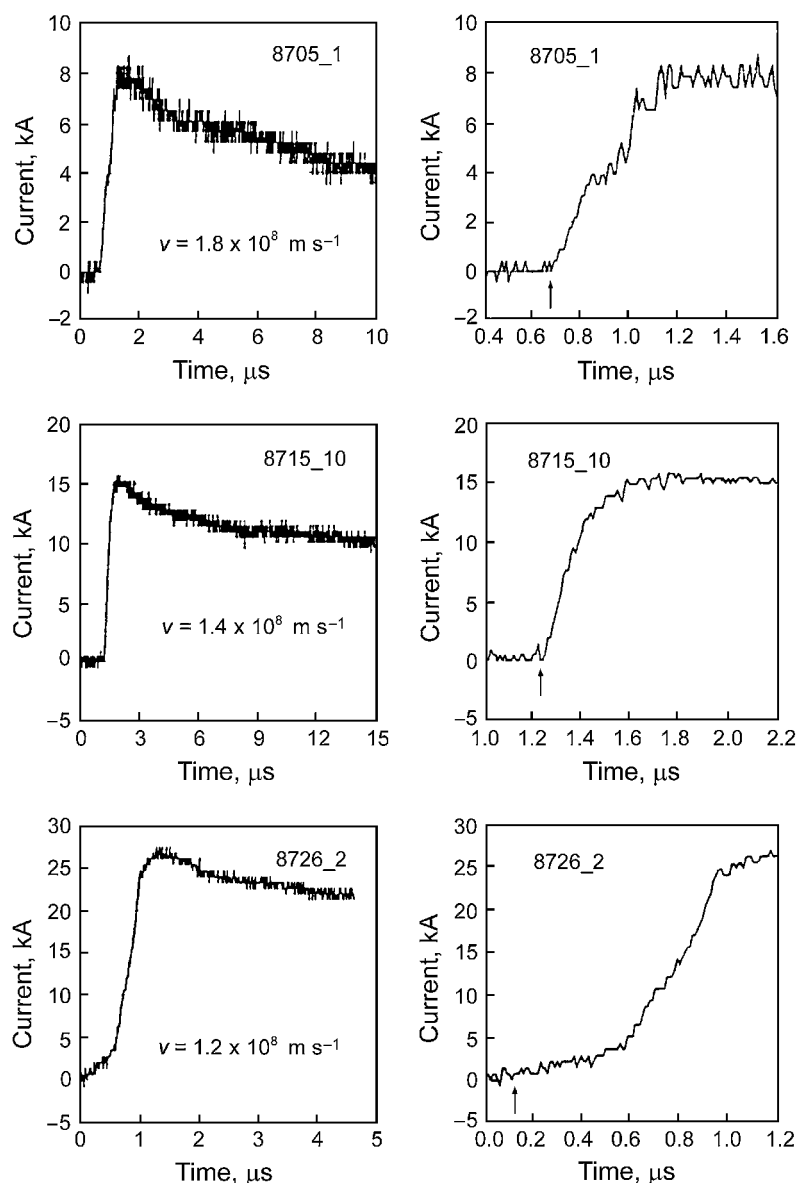 10
8
6
4
2
0
–2
Current, kA
8705_1
v = 1.8 x 10⁸ m s⁻¹
0 2 4 6 8 10
Time, μs
10
8
6
4
2
0
–2
Current, kA
8705_1
0.4 0.6 0.8 1.0 1.2 1.4 1.6
Time, μs
20
15
10
5
0
–5
Current, kA
8715_10
v = 1.4 x 10⁸ m s⁻¹
0 3 6 9 12 15
Time, μs
20
15
10
5
0
–5
Current, kA
8715_10
1.0 1.2 1.4 1.6 1.8 2.0 2.2
Time, μs
30
25
20
15
10
5
0
–5
Current, kA
8726_2
v = 1.2 x 10⁸ m s⁻¹
0 1 2 3 4 5
Time, μs
30
25
20
15
10
5
0
–5
Current, kA
8726_2
0.0 0.2 0.4 0.6 0.8 1.0 1.2
Time, μs